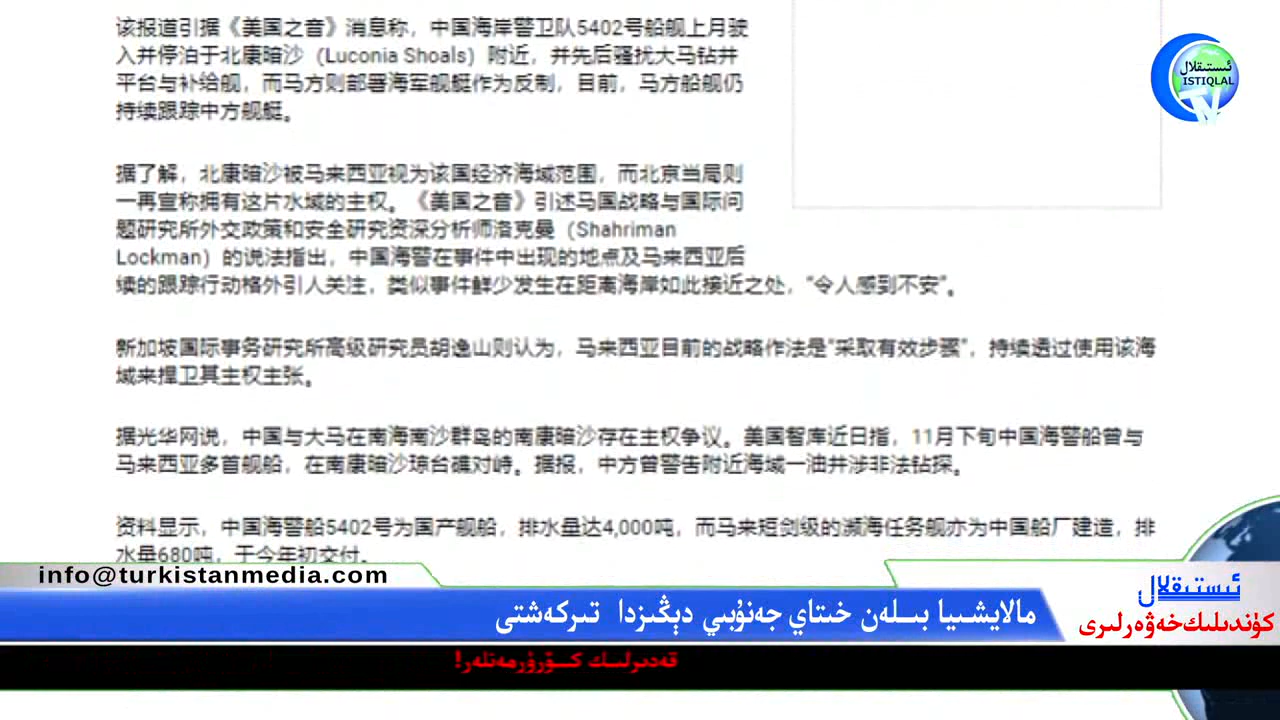 该报道引据《美国之音》消息称，中国海岸警卫队5402号船舰上月驶
入并停泊于北康暗沙（Luconia Shoals）附近，并先后骚扰大马钻井
平台与补给舰，而马方则部署海军舰艇作为反制，目前，马方船舰仍
持续跟踪中方舰艇。
据了解，北康暗沙被马来西亚视为该国经济海域范围，而北京当局则
一再宣称拥有这片水域的主权。《美国之音》引述马国战略与国际问
题研究所外交政策和安全研究资深分析师洛克曼（Shahriman
Lockman）的说法指出，中国海警在事件中出现的地点及马来西亚后
续的跟踪行动格外引人关注，类似事件鲜少发生在距离海岸如此接近之处，“令人感到不安”。
新加坡国际事务研究所高级研究员胡逸山则认为，马来西亚目前的战略作法是“采取有效步骤”，持续透过使用该海
域来捍卫其主权主张。
据光华网说，中国与大马在南海南沙群岛的南康暗沙存在主权争议。美国智库近日指，11月下旬中国海警船曾与
马来西亚多首舰船，在南康暗沙琼台礁对峙。据报，中方曾警告附近海域一油井涉非法钻探。
资料显示，中国海警船5402号为国产舰船，排水量达4,000吨，而马来短剑级的濒海任务舰亦为中国船厂建造，排
水量680吨，于今年初交付。
ئىستىقلال
ISTIQLAL
TV
info@turkistanmedia.com
مالايشىيا بىلەن خىتاي جەنۇبىي دېڭىزدا تىركەشتى
ئىستىقلال
كۈندىلىك خەۋەرلىرى
قەدىرلىك كۆرۈرمەنلەر!